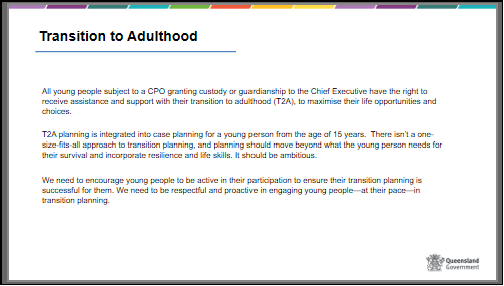 Transition to Adulthood
All young people subject to a CPO granting custody or guardianship to the Chief Executive have the right to
receive assistance and support with their transition to adulthood (T2A), to maximise their life opportunities and
choices.
T2A planning is integrated into case planning for a young person from the age of 15 years.  There isn't a one-
size-fits-all approach to transition planning, and planning should move beyond what the young person needs for
their survival and incorporate resilience and life skills. It should be ambitious.
We need to encourage young people to be active in their participation to ensure their transition planning is
successful for them. We need to be respectful and proactive in engaging young people—at their pace—in
transition planning.
Queensland
Government